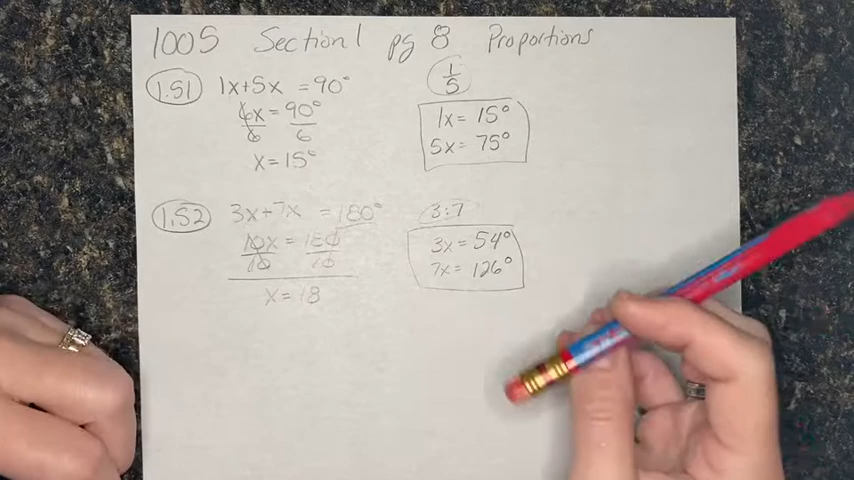 1005 Section 1 pg 8 Proportions
1.51 1x+5x = 90° 1/5
6x = 90° 1x = 15°
6 6 5x = 75°
x = 15°
1.52 3x+7x = 180° 3:7
10x = 180 3x = 54°
10 10 7x = 126°
x = 18